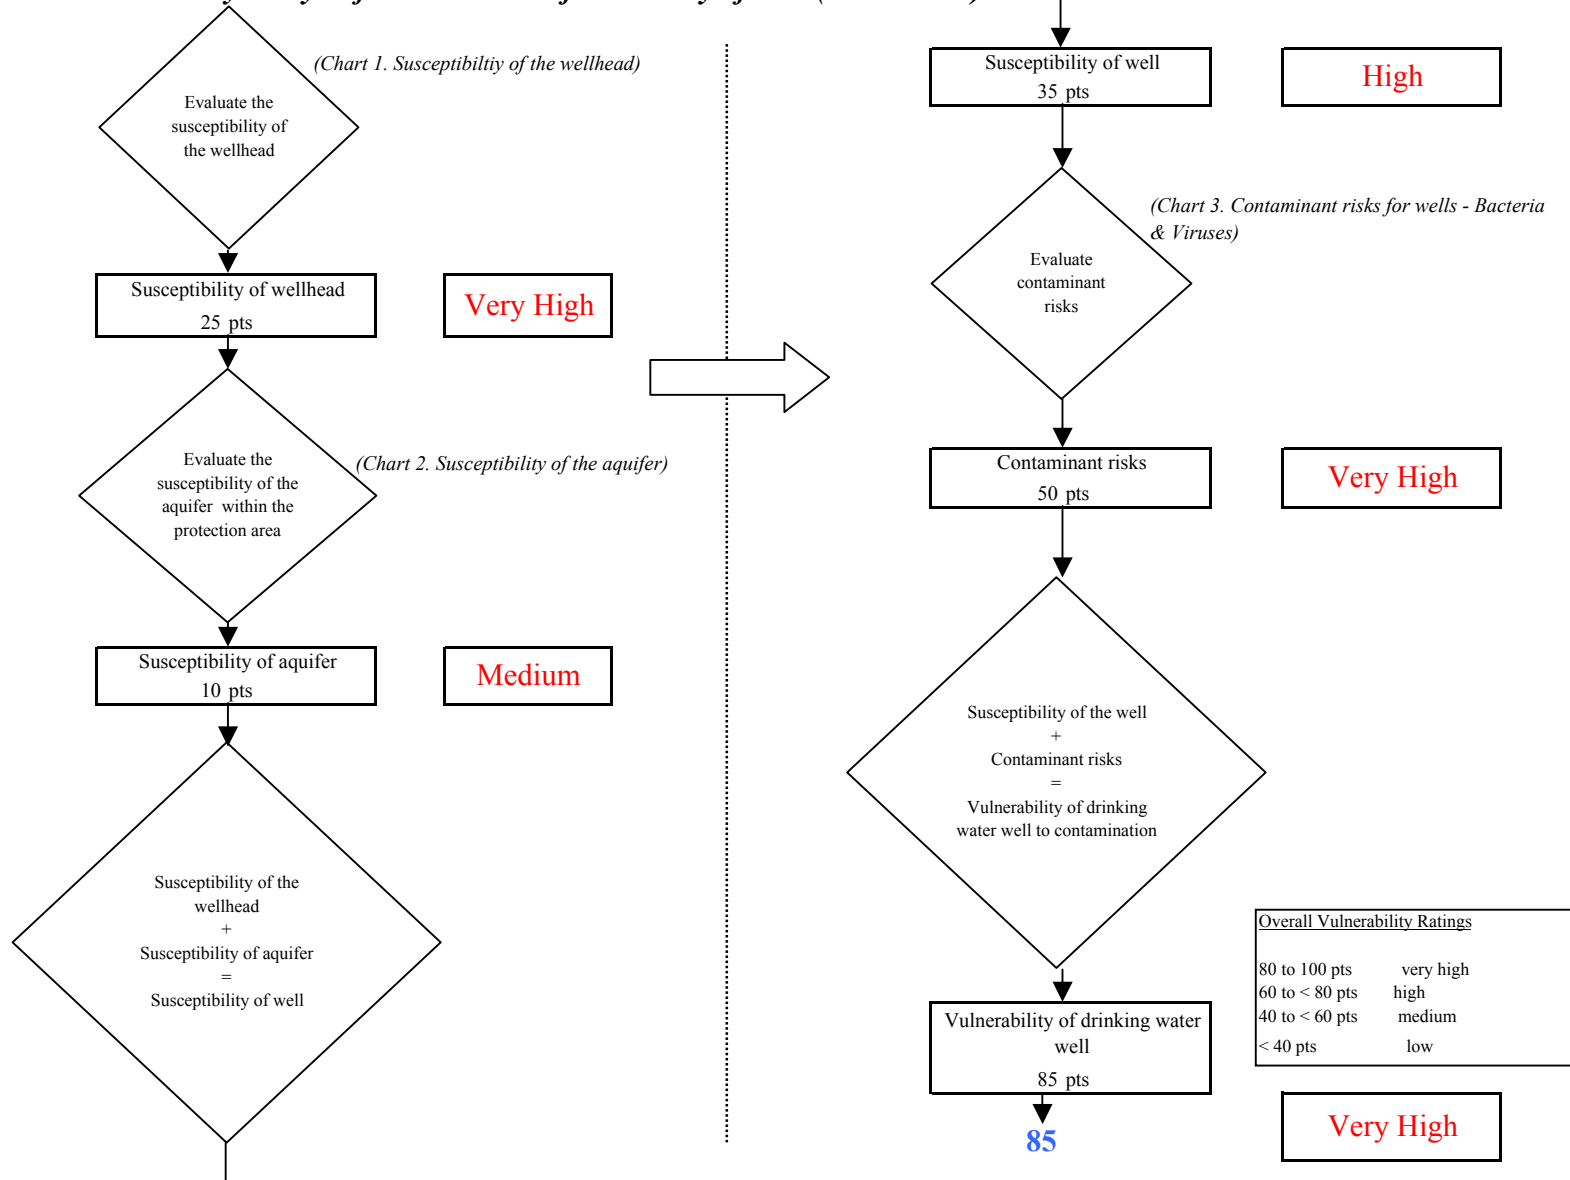 (Chart 1. Susceptibiltiy of the wellhead)
Evaluate the
susceptibility of
the wellhead
Susceptibility of wellhead
25 pts
Very High
(Chart 2. Susceptibility of the aquifer)
Evaluate the
susceptibility of the
aquifer within the
protection area
Susceptibility of aquifer
10 pts
Medium
Susceptibility of the
wellhead
+
Susceptibility of aquifer
=
Susceptibility of well
Susceptibility of well
35 pts
High
(Chart 3. Contaminant risks for wells - Bacteria
& Viruses)
Evaluate
contaminant
risks
Contaminant risks
50 pts
Very High
Susceptibility of the well
+
Contaminant risks
=
Vulnerability of drinking
water well to contamination
Overall Vulnerability Ratings
80 to 100 pts very high
60 to < 80 pts high
40 to < 60 pts medium
< 40 pts low
Vulnerability of drinking water
well
85 pts
Very High
85